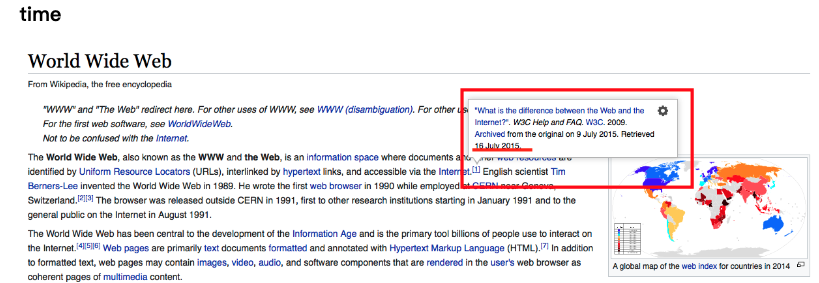 time
World Wide Web
From Wikipedia, the free encyclopedia
"WWW" and "The Web" redirect here. For other uses of WWW, see WWW (disambiguation). For other us
For the first web software, see WorldWideWeb.
Not to be confused with the Internet.
"What is the difference between the Web and the
Internet?". W3C Help and FAQ. W3C. 2009.
Archived from the original on 9 July 2015. Retrieved
16 July 2015.
The World Wide Web, also known as the WWW and the Web, is an information space where documents and other web resources are
identified by Uniform Resource Locators (URLs), interlinked by hypertext links, and accessible via the Internet.[1] English scientist Tim
Berners-Lee invented the World Wide Web in 1989. He wrote the first web browser in 1990 while employed at CERN near Geneva,
Switzerland.[2][3] The browser was released outside CERN in 1991, first to other research institutions starting in January 1991 and to the
general public on the Internet in August 1991.
The World Wide Web has been central to the development of the Information Age and is the primary tool billions of people use to interact on
the Internet.[4][5][6] Web pages are primarily text documents formatted and annotated with Hypertext Markup Language (HTML).[7] In addition
to formatted text, web pages may contain images, video, audio, and software components that are rendered in the user's web browser as
coherent pages of multimedia content.
A global map of the web index for countries in 2014